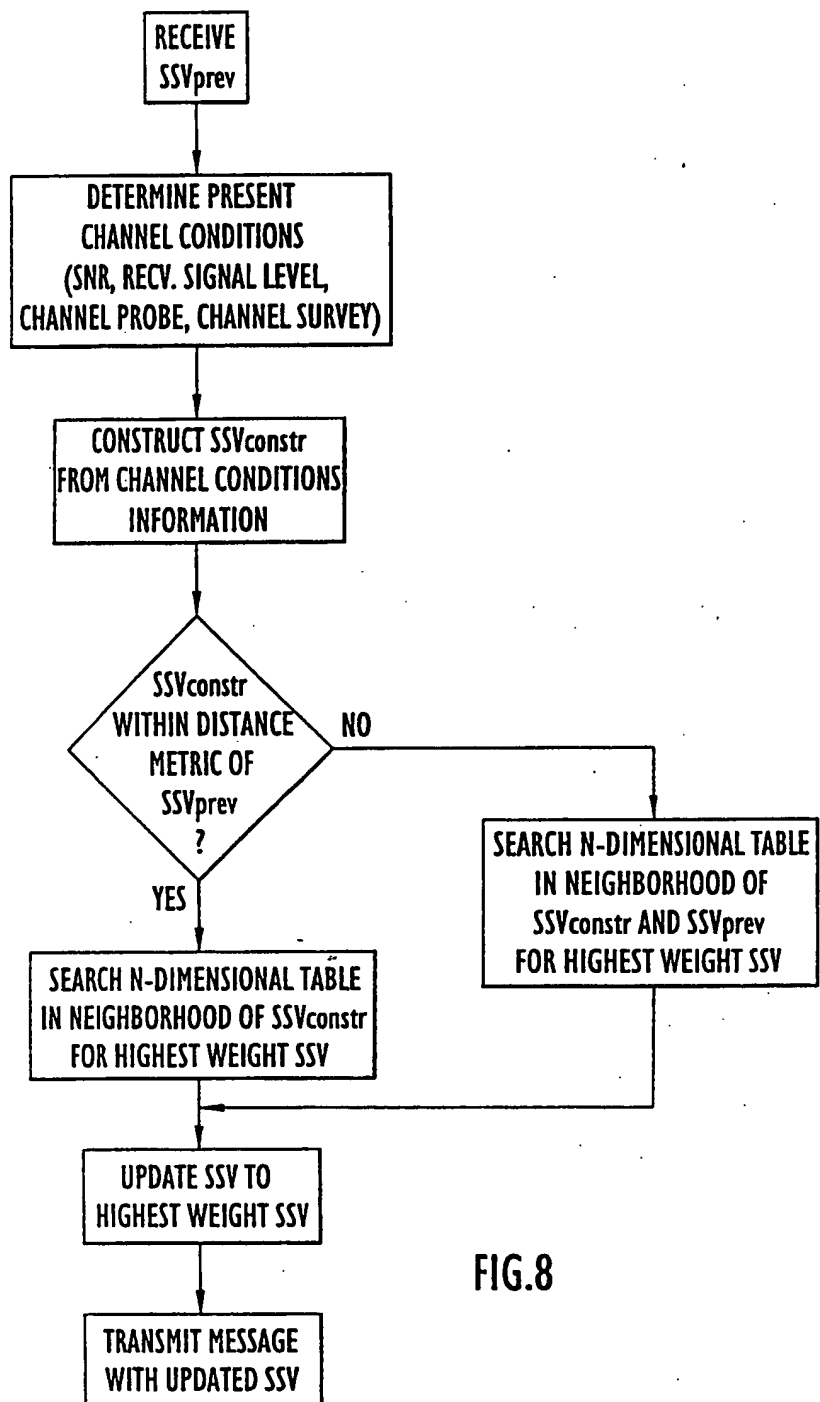 RECEIVE
SSVprev
DETERMINE PRESENT
CHANNEL CONDITIONS
(SNR, RECV. SIGNAL LEVEL,
CHANNEL PROBE, CHANNEL SURVEY)
CONSTRUCT SSVconstr
FROM CHANNEL CONDITIONS
INFORMATION
SSVconstr
WITHIN DISTANCE
METRIC OF
SSVprev
?
NO
YES
SEARCH N-DIMENSIONAL TABLE
IN NEIGHBORHOOD OF
SSVconstr AND SSVprev
FOR HIGHEST WEIGHT SSV
SEARCH N-DIMENSIONAL TABLE
IN NEIGHBORHOOD OF SSVconstr
FOR HIGHEST WEIGHT SSV
UPDATE SSV TO
HIGHEST WEIGHT SSV
TRANSMIT MESSAGE
WITH UPDATED SSV
FIG.8